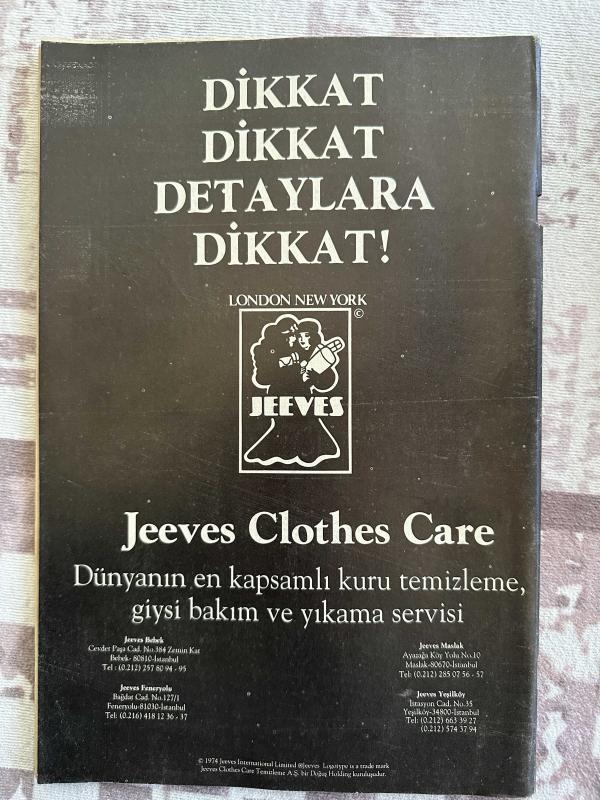 DİKKAT
DİKKAT
DETAYLARA
DİKKAT!
LONDON NEW YORK
©
JEEVES
Jeeves Clothes Care
Dünyanın en kapsamlı kuru temizleme,
giysi bakım ve yıkama servisi
Jeeves Bebek
Cevdet Paşa Cad. No.384 Zemin Kat
Bebek- 80810-İstanbul
Tel : (0.212) 257 80 94 - 95
Jeeves Feneryolu
Bağdat Cad. No.127/1
Feneryolu-81030-İstanbul
Tel: (0.216) 418 12 36 - 37
Jeeves Maslak
Ayazağa Köy Yolu No.10
Maslak-80670-İstanbul
Tel: (0.212) 285 07 56 - 57
Jeeves Yeşilköy
İstasyon Cad. No.35
Yeşilköy-34800-İstanbul
Tel: (0.212) 663 39 27
(0.212) 574 37 94
© 1974 Jeeves International Limited ®Jeeves Logotype is a trade mark
Jeeves Clothes Care Temizleme A.Ş. bir Doğuş Holding kuruluşudur.